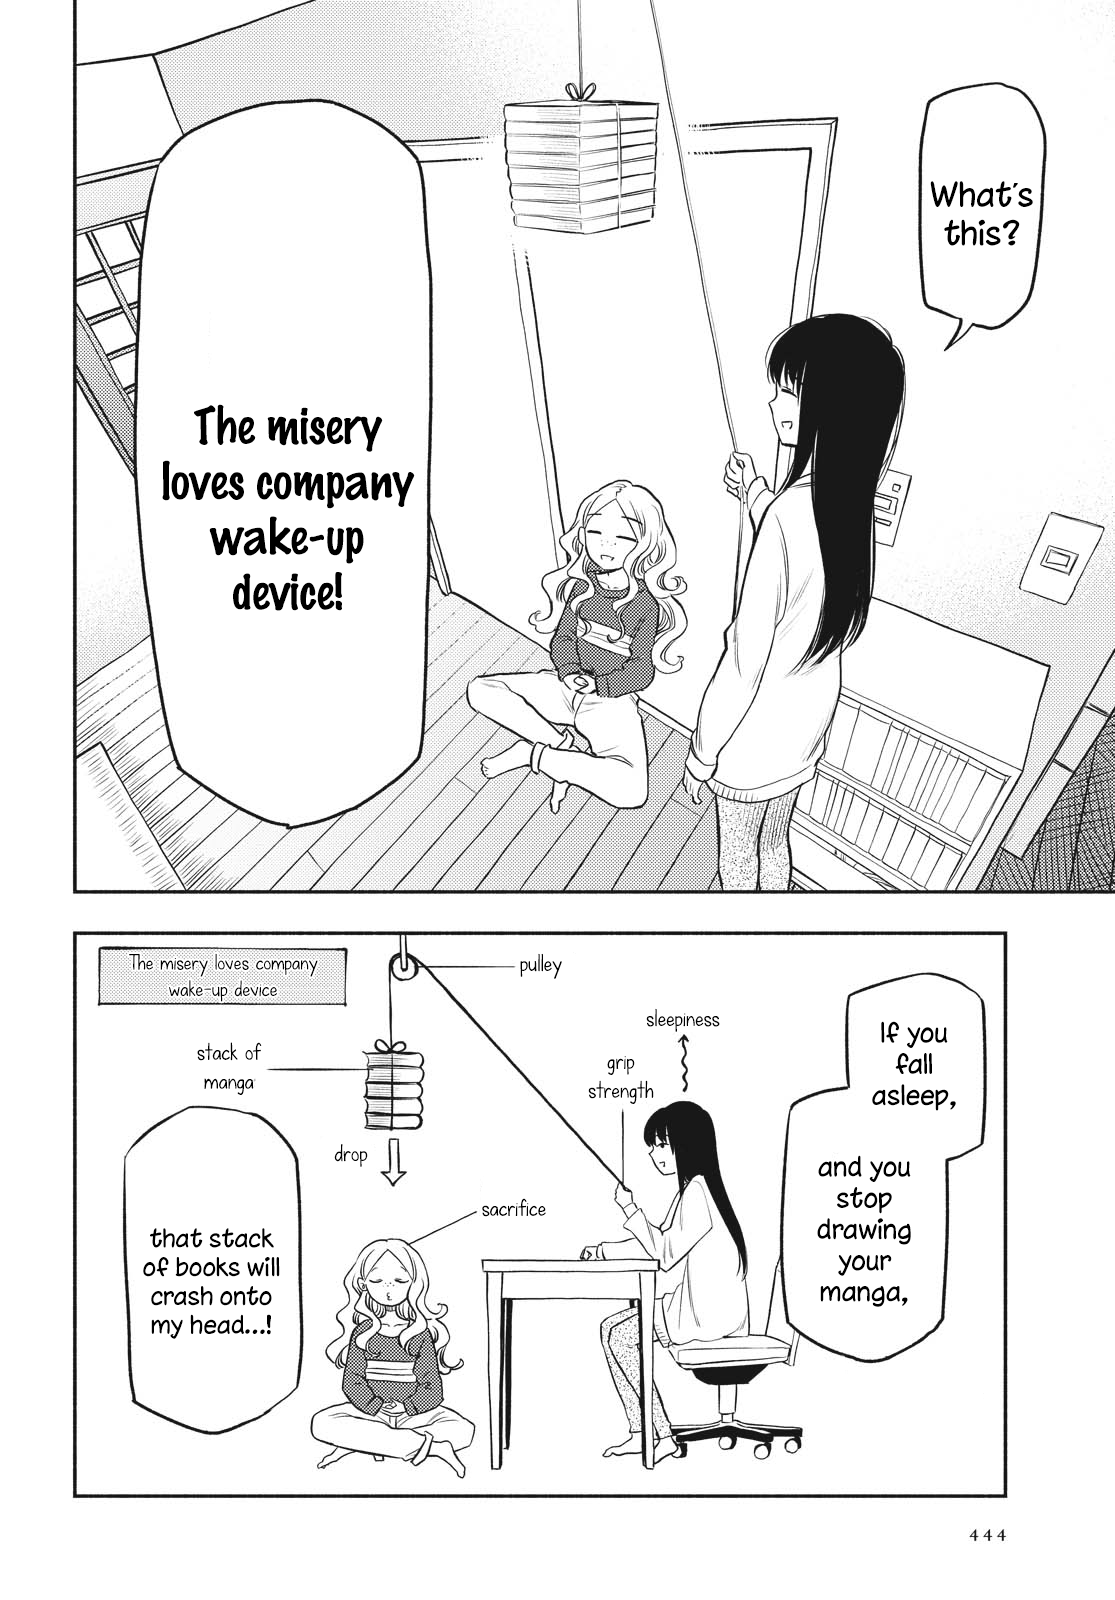 What's
this?
The misery
loves company
wake-up
device!
The misery loves company
wake-up device
pulley
sleepiness
grip
strength
stack of
manga
drop
sacrifice
If you
fall
asleep,
and you
stop
drawing
your
manga,
that stack
of books will
crash onto
my head...!
444